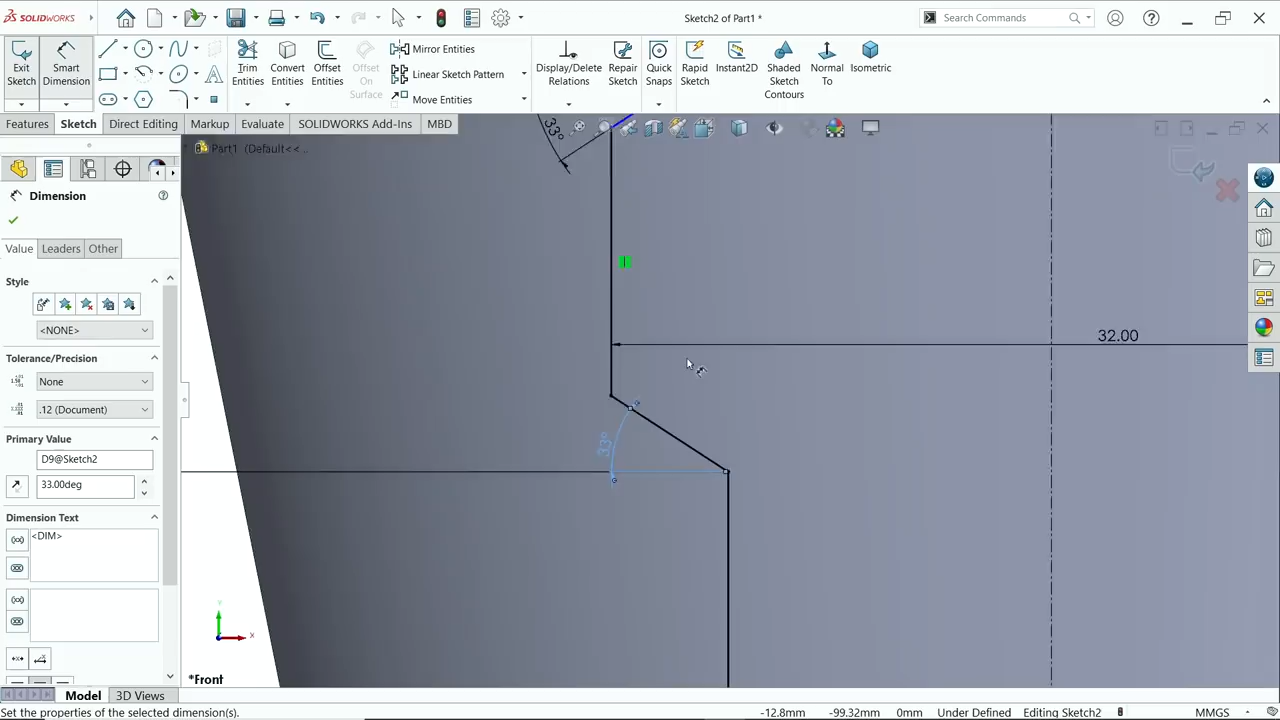 SOLIDWORKS
Sketch2 of Part1 *
Search Commands
Exit Sketch
Smart Dimension
Trim Entities
Convert Entities
Offset Entities
Offset On Surface
Mirror Entities
Linear Sketch Pattern
Move Entities
Display/Delete Relations
Repair Sketch
Quick Snaps
Rapid Sketch
Instant2D
Shaded Sketch Contours
Normal To
Isometric
Features
Sketch
Direct Editing
Markup
Evaluate
SOLIDWORKS Add-Ins
MBD
Part1 (Default<<...
33°
Dimension
Value
Leaders
Other
Style
<NONE>
Tolerance/Precision
None
.12 (Document)
Primary Value
D9@Sketch2
33.00deg
Dimension Text
<DIM>
32.00
33°
Y
X
*Front
Model
3D Views
Set the properties of the selected dimension(s).
-12.8mm
-99.32mm
0mm
Under Defined
Editing Sketch2
MMGS